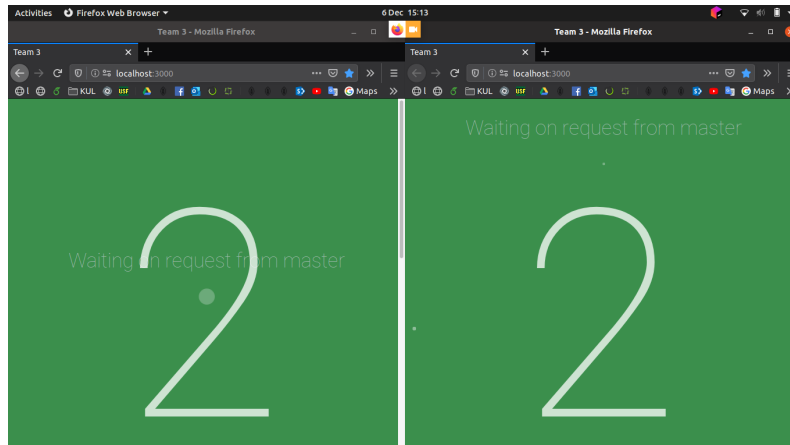 Activities Firefox Web Browser 6 Dec 15:13
Team 3 - Mozilla Firefox
Team 3
localhost:3000
KUL USF Maps
Waiting on request from master
2
Team 3 - Mozilla Firefox
Team 3
localhost:3000
KUL USF Maps
Waiting on request from master
2